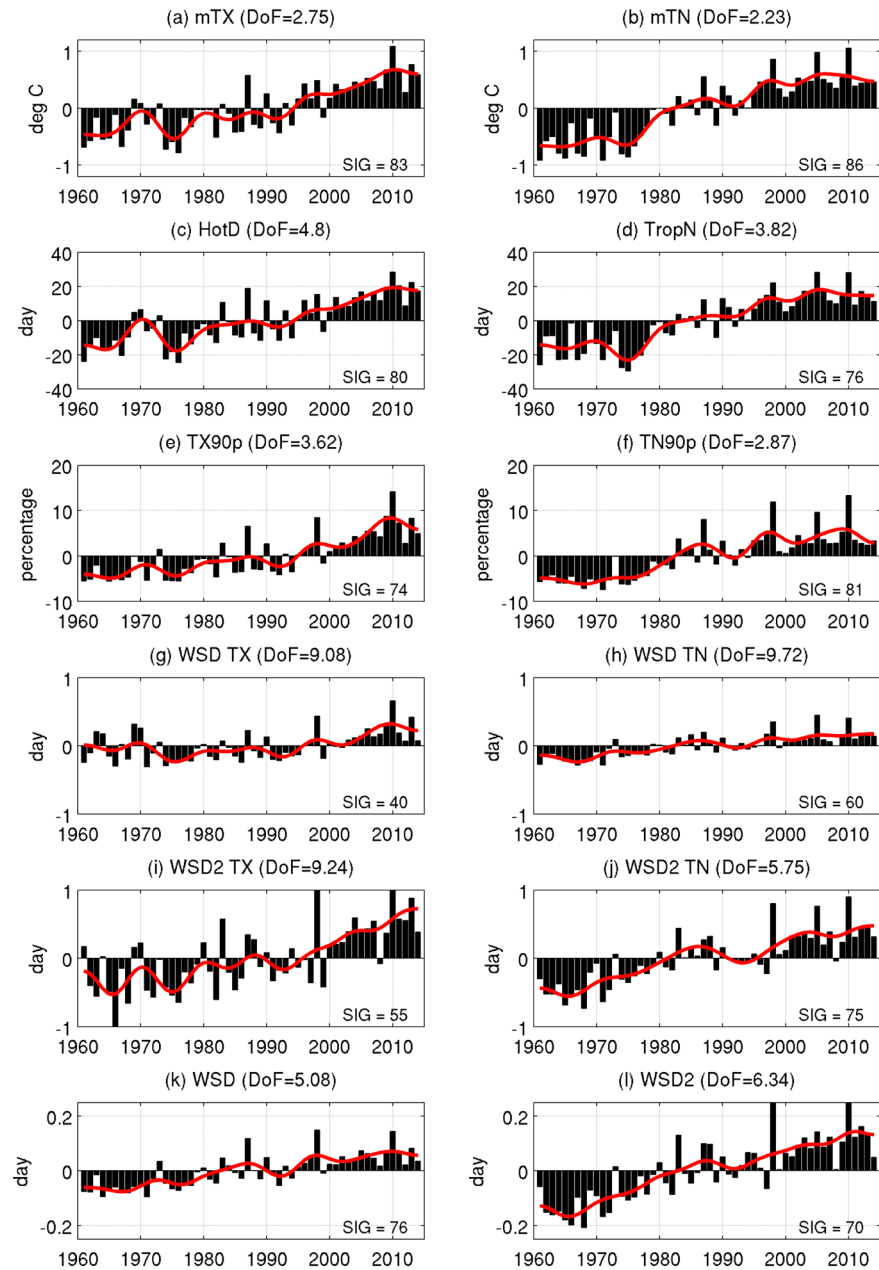 (a) mTX (DoF=2.75)
deg C
1
0
-1
SIG = 83
1960 1970 1980 1990 2000 2010
(b) mTN (DoF=2.23)
deg C
1
0
-1
SIG = 86
1960 1970 1980 1990 2000 2010
(c) HotD (DoF=4.8)
day
40
20
0
-20
-40
SIG = 80
1960 1970 1980 1990 2000 2010
(d) TropN (DoF=3.82)
day
40
20
0
-20
-40
SIG = 76
1960 1970 1980 1990 2000 2010
(e) TX90p (DoF=3.62)
percentage
20
10
0
-10
SIG = 74
1960 1970 1980 1990 2000 2010
(f) TN90p (DoF=2.87)
percentage
20
10
0
-10
SIG = 81
1960 1970 1980 1990 2000 2010
(g) WSD TX (DoF=9.08)
day
1
0
-1
SIG = 40
1960 1970 1980 1990 2000 2010
(h) WSD TN (DoF=9.72)
day
1
0
-1
SIG = 60
1960 1970 1980 1990 2000 2010
(i) WSD2 TX (DoF=9.24)
day
1
0
-1
SIG = 55
1960 1970 1980 1990 2000 2010
(j) WSD2 TN (DoF=5.75)
day
1
0
-1
SIG = 75
1960 1970 1980 1990 2000 2010
(k) WSD (DoF=5.08)
day
0.2
0
-0.2
SIG = 76
1960 1970 1980 1990 2000 2010
(l) WSD2 (DoF=6.34)
day
0.2
0
-0.2
SIG = 70
1960 1970 1980 1990 2000 2010